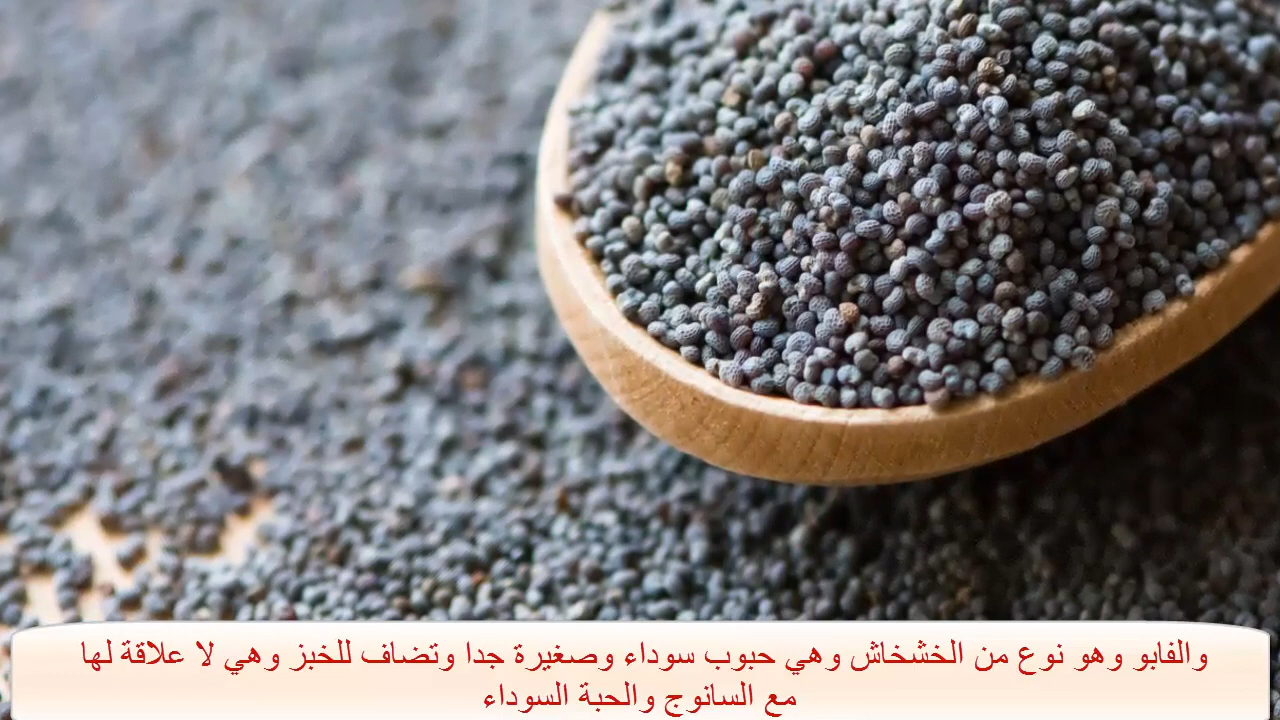 والفابو وهو نوع من الخشخاش وهي حبوب سوداء وصغيرة جدا وتضاف للخبز وهي لا علاقة لها
مع السانوج والحبة السوداء